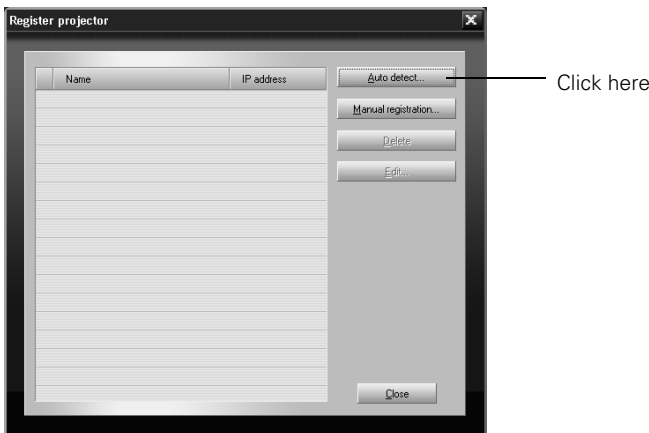 Register projector
Name IP address
Auto detect...
Click here
Manual registration...
Delete
Edit...
Close